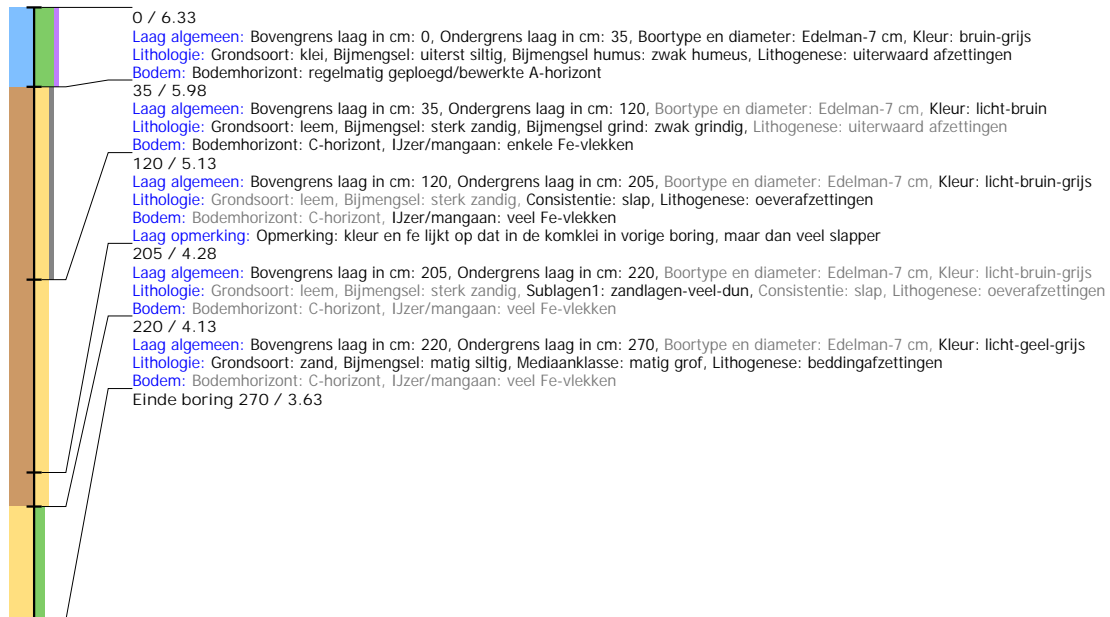 0 / 6.33
Laag algemeen: Bovengrens laag in cm: 0, Ondergrens laag in cm: 35, Boortype en diameter: Edelman-7 cm, Kleur: bruin-grijs
Lithologie: Grondsoort: klei, Bijmengsel: uiterst siltig, Bijmengsel humus: zwak humeus, Lithogenese: uiterwaard afzettingen
Bodem: Bodemhorizont: regelmatig geploegd/bewerkte A-horizont
35 / 5.98
Laag algemeen: Bovengrens laag in cm: 35, Ondergrens laag in cm: 120, Boortype en diameter: Edelman-7 cm, Kleur: licht-bruin
Lithologie: Grondsoort: leem, Bijmengsel: sterk zandig, Bijmengsel grind: zwak grindig, Lithogenese: uiterwaard afzettingen
Bodem: Bodemhorizont: C-horizont, IJzer/mangaan: enkele Fe-vlekken
120 / 5.13
Laag algemeen: Bovengrens laag in cm: 120, Ondergrens laag in cm: 205, Boortype en diameter: Edelman-7 cm, Kleur: licht-bruin-grijs
Lithologie: Grondsoort: leem, Bijmengsel: sterk zandig, Consistentie: slap, Lithogenese: oeverafzettingen
Bodem: Bodemhorizont: C-horizont, IJzer/mangaan: veel Fe-vlekken
Laag opmerking: Opmerking: kleur en fe lijkt op dat in de komklei in vorige boring, maar dan veel slapper
205 / 4.28
Laag algemeen: Bovengrens laag in cm: 205, Ondergrens laag in cm: 220, Boortype en diameter: Edelman-7 cm, Kleur: licht-bruin-grijs
Lithologie: Grondsoort: leem, Bijmengsel: sterk zandig, Sublagen1: zandlagen-veel-dun, Consistentie: slap, Lithogenese: oeverafzettingen
Bodem: Bodemhorizont: C-horizont, IJzer/mangaan: veel Fe-vlekken
220 / 4.13
Laag algemeen: Bovengrens laag in cm: 220, Ondergrens laag in cm: 270, Boortype en diameter: Edelman-7 cm, Kleur: licht-geel-grijs
Lithologie: Grondsoort: zand, Bijmengsel: matig siltig, Mediaanklasse: matig grof, Lithogenese: beddingafzettingen
Bodem: Bodemhorizont: C-horizont, IJzer/mangaan: veel Fe-vlekken
Einde boring 270 / 3.63